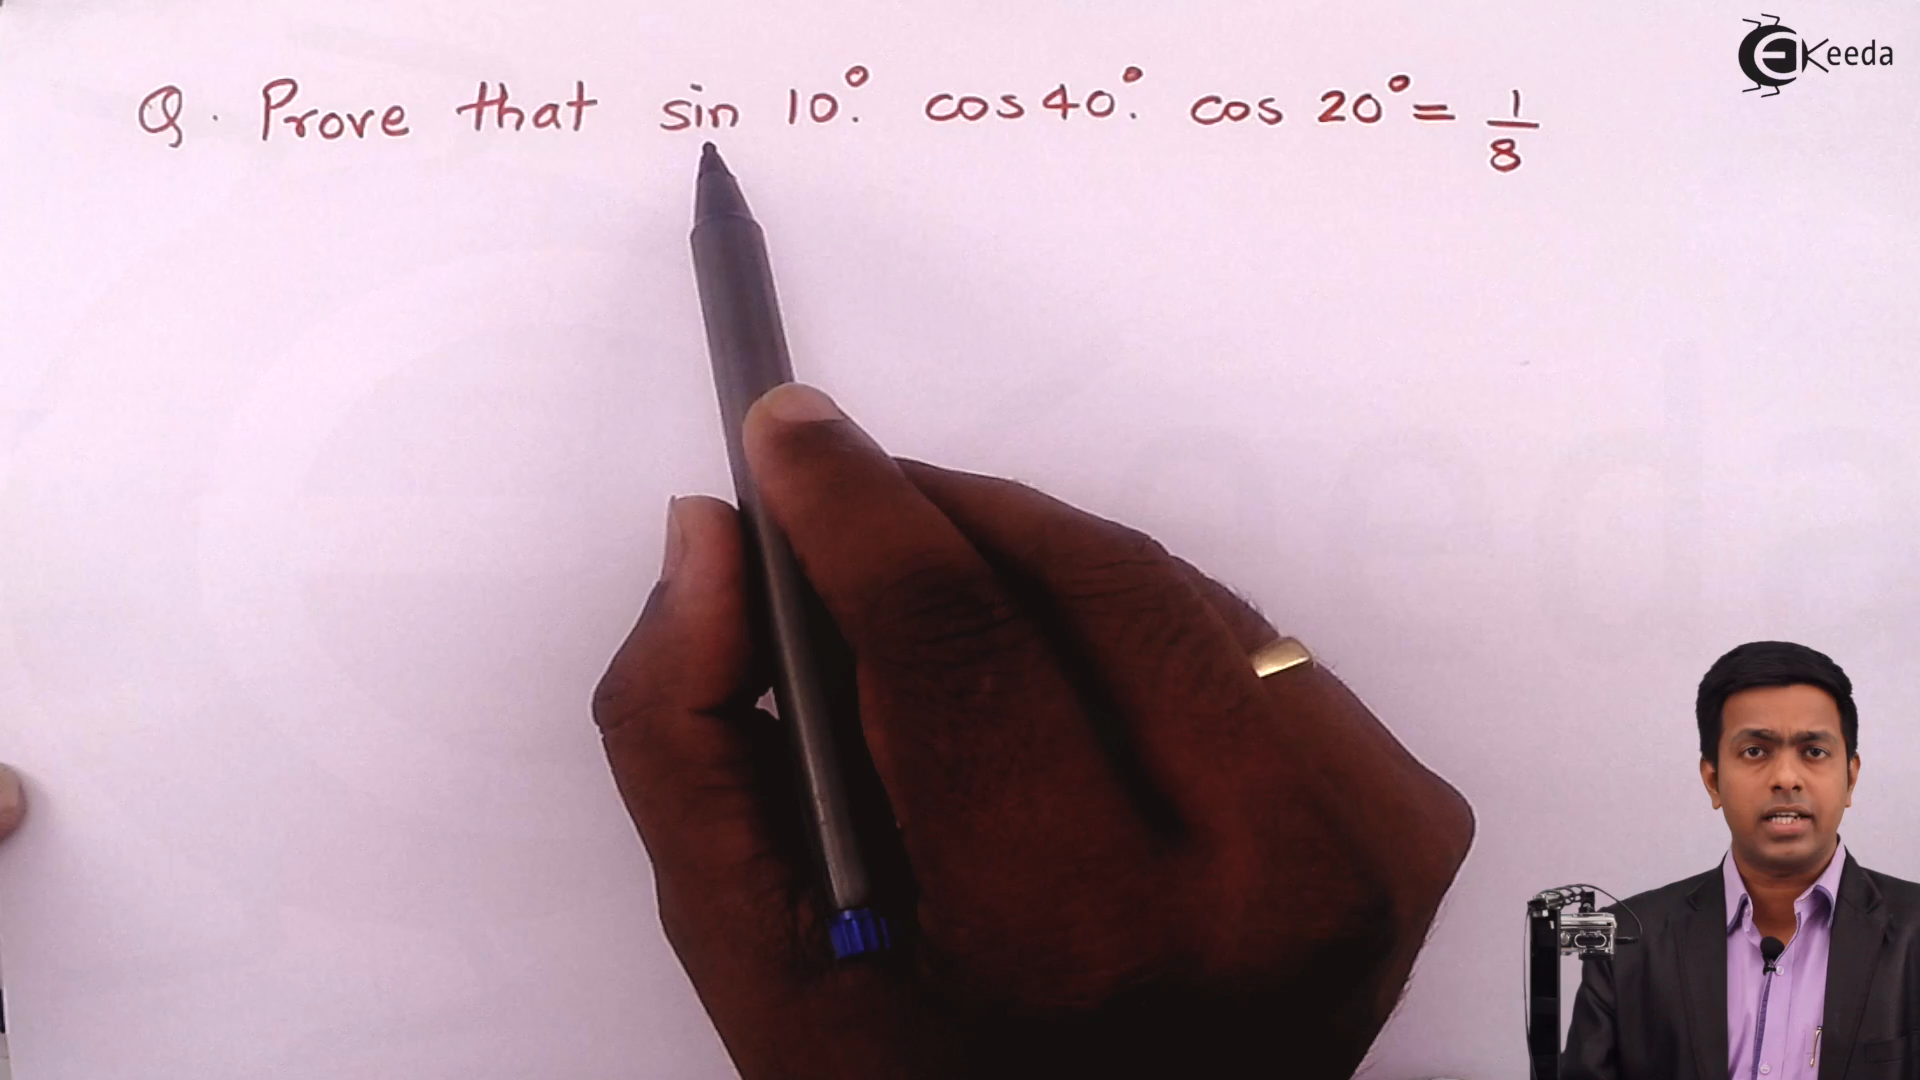 Keeda
Q. Prove that sin 10°. cos 40°. cos 20° = 1/8